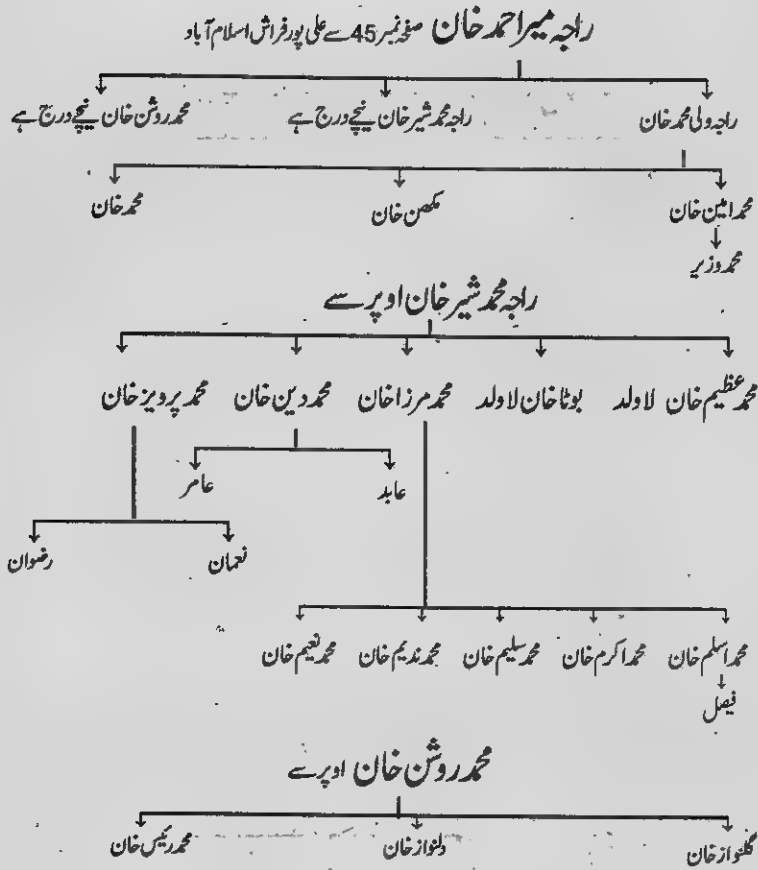 راجہ میراحمد خان صفحہ نمبر 45 سے علی پور فراش اسلام آباد
راجہ ولی محمد خان راجہ محمد شیر خان نیچے درج ہے محمد روشن خان نیچے درج ہے
محمد امین خان مکھن خان محمد خان
محمد وزیر
راجہ محمد شیر خان اوپر سے
محمد عظیم خان لاولد بوٹا خان لاولد محمد مرزا خان محمد دین خان محمد پرویز خان
عابد عامر
نعمان رضوان
محمد اسلم خان محمد اکرم خان محمد سلیم خان محمد ندیم خان محمد نعیم خان
فیصل
محمد روشن خان اوپر سے
گلنواز خان دلنواز خان محمد رئیس خان